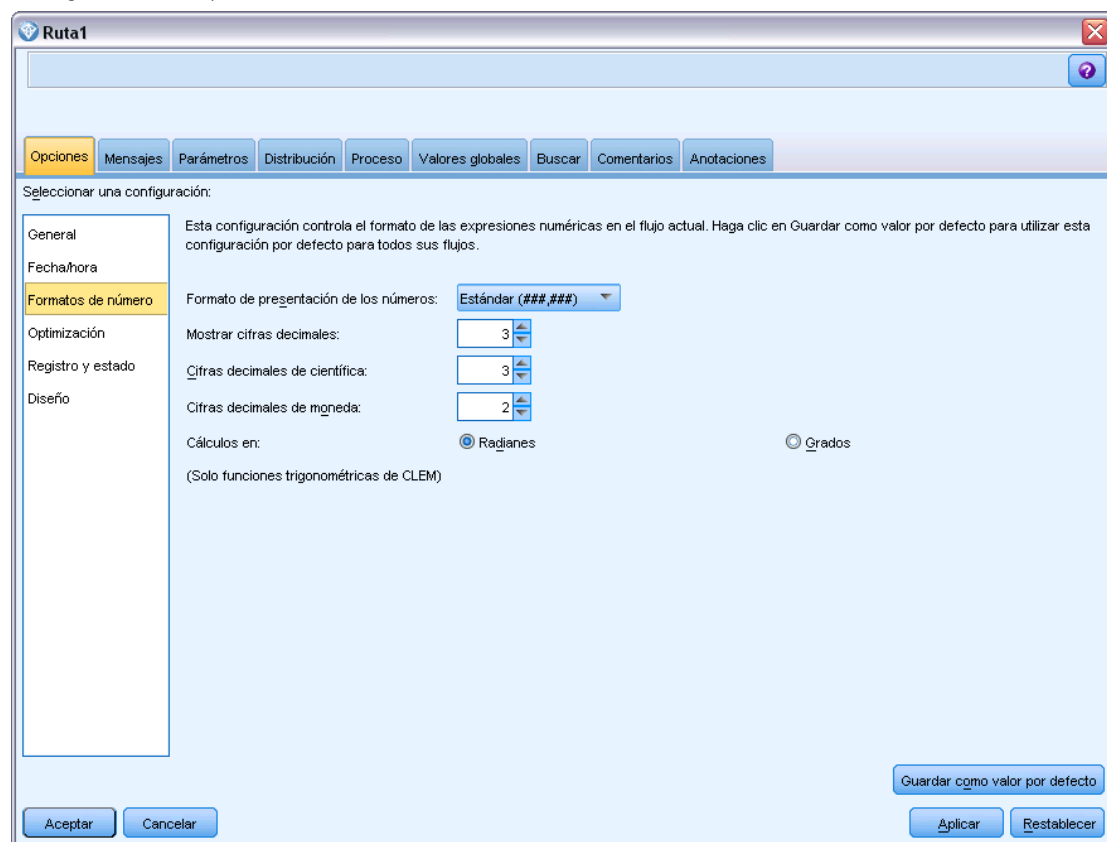 Ruta1
Opciones Mensajes Parámetros Distribución Proceso Valores globales Buscar Comentarios Anotaciones
Seleccionar una configuración:
General
Fecha/hora
Formatos de número
Optimización
Registro y estado
Diseño
Esta configuración controla el formato de las expresiones numéricas en el flujo actual. Haga clic en Guardar como valor por defecto para utilizar esta
configuración por defecto para todos sus flujos.
Formato de presentación de los números: Estándar (###,###)
Mostrar cifras decimales: 3
Cifras decimales de científica: 3
Cifras decimales de moneda: 2
Cálculos en: Radianes Grados
(Solo funciones trigonométricas de CLEM)
Guardar como valor por defecto
Aceptar Cancelar Aplicar Restablecer